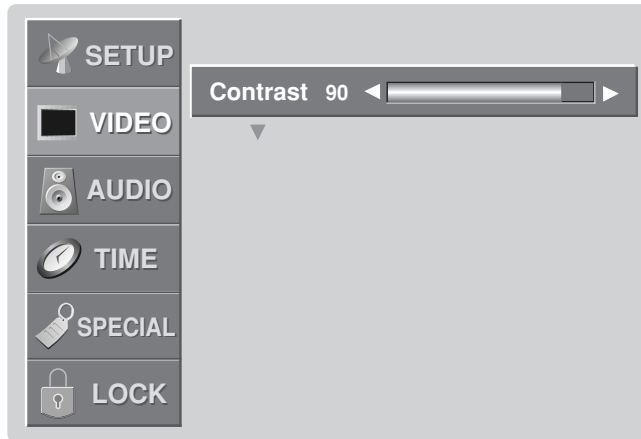 SETUP
VIDEO
AUDIO
TIME
SPECIAL
LOCK
Contrast 90